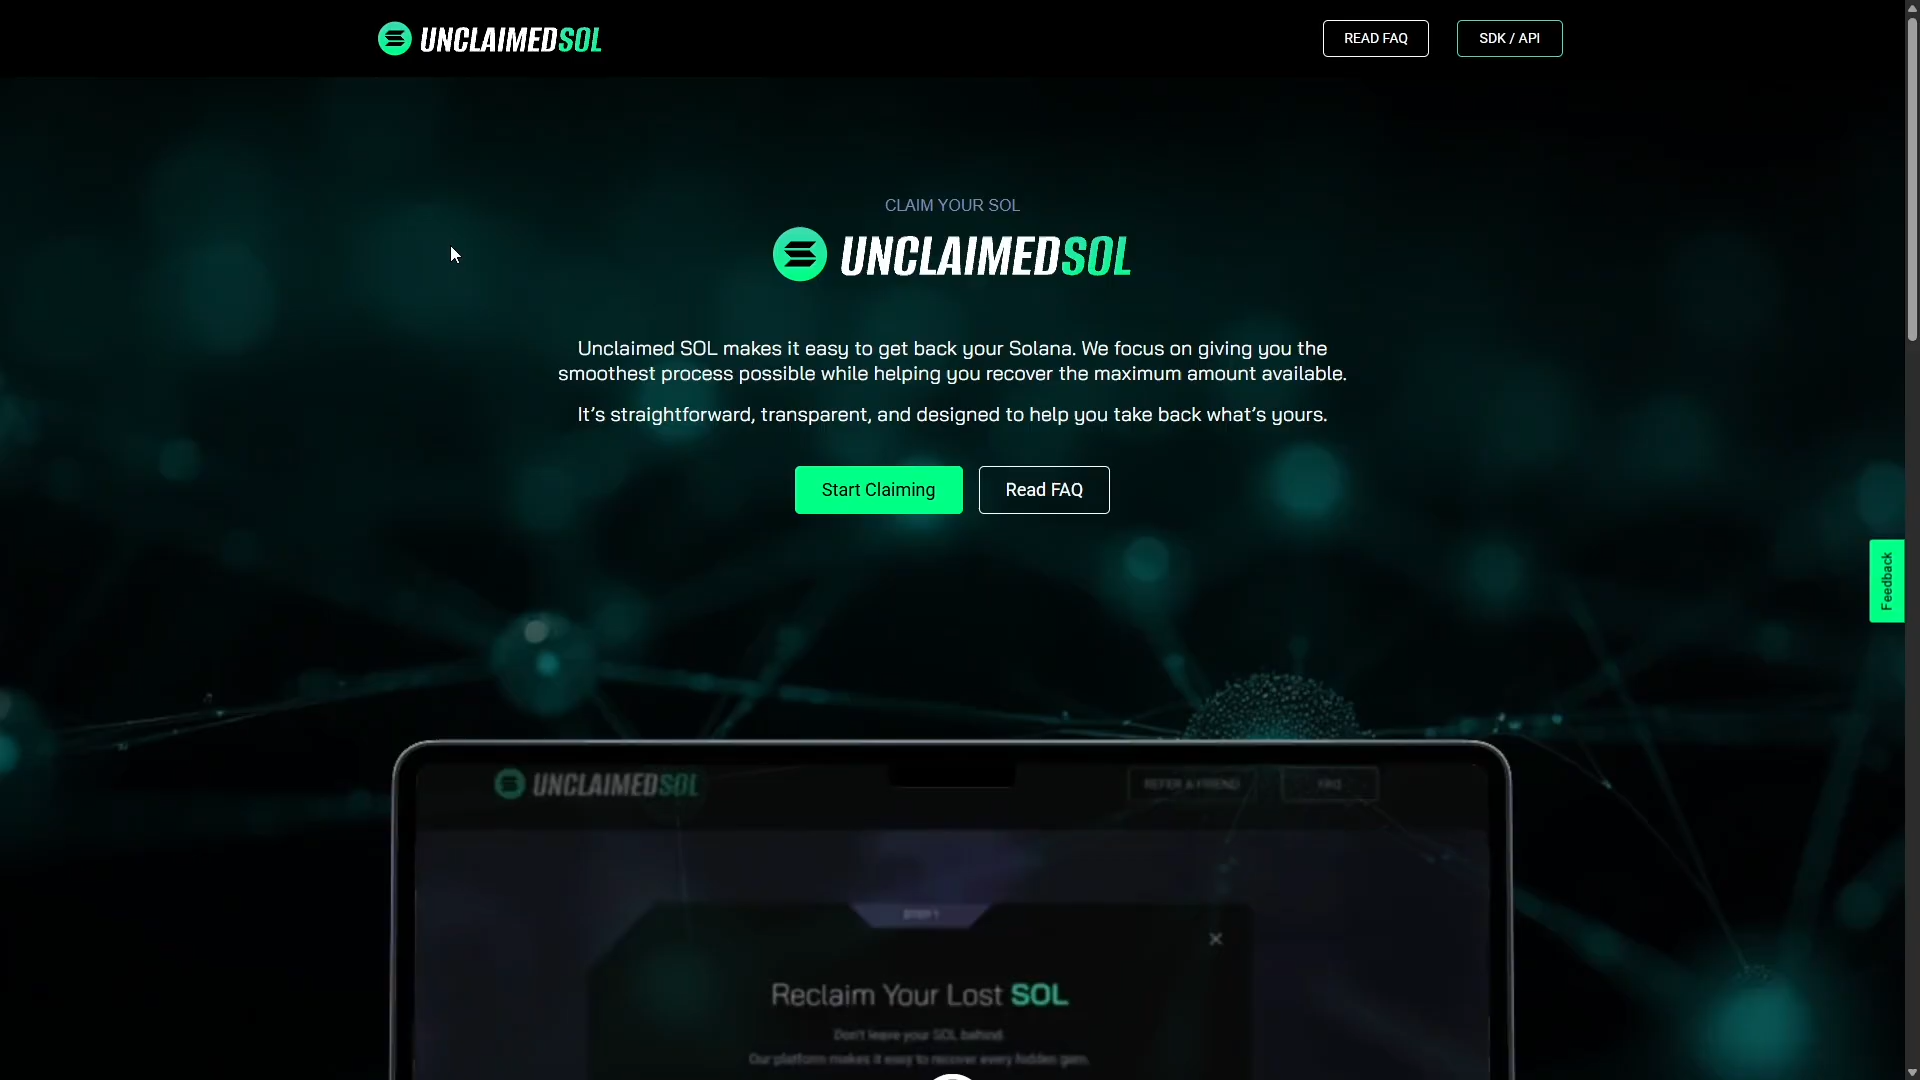 UNCLAIMEDSOL
READ FAQ
SDK / API
CLAIM YOUR SOL
UNCLAIMEDSOL
Unclaimed SOL makes it easy to get back your Solana. We focus on giving you the
smoothest process possible while helping you recover the maximum amount available.
It’s straightforward, transparent, and designed to help you take back what’s yours.
Start Claiming
Read FAQ
Feedback
UNCLAIMEDSOL
REFER A FRIEND
FAQ
STEP 1
Reclaim Your Lost SOL
Don't leave your SOL behind.
Our platform makes it easy to recover every hidden gem.